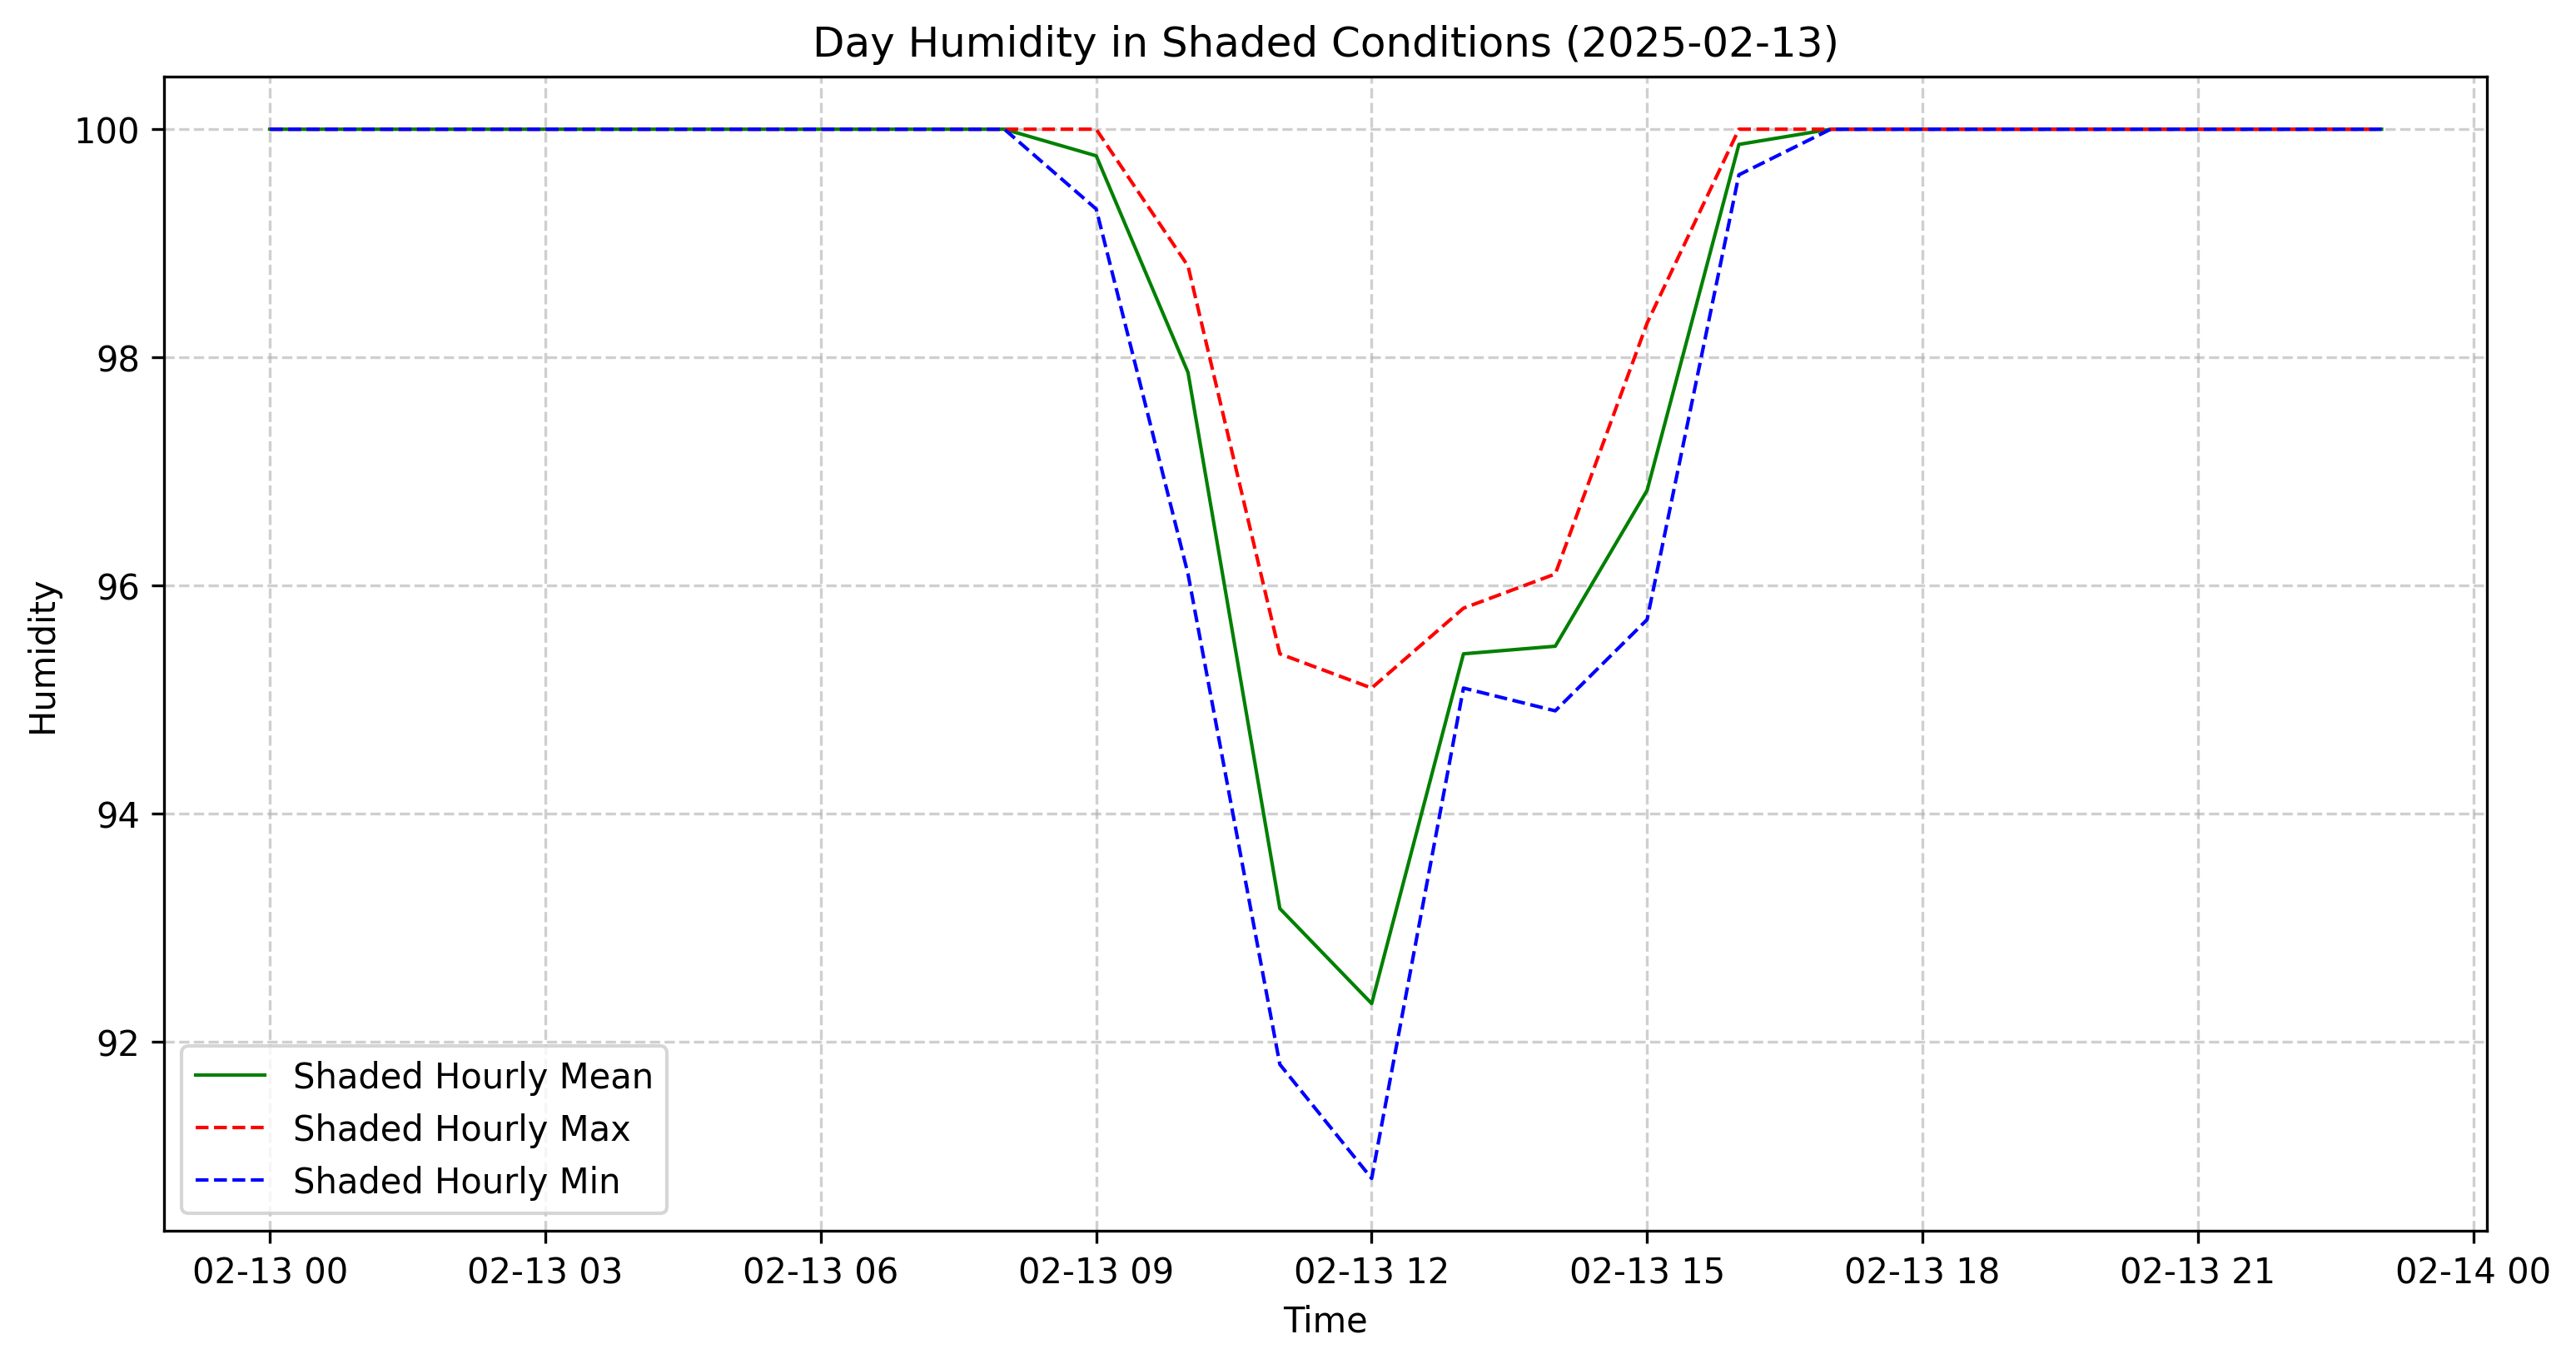 Day Humidity in Shaded Conditions (2025-02-13)
Humidity
100
98
96
94
92
Shaded Hourly Mean
Shaded Hourly Max
Shaded Hourly Min
02-13 00 02-13 03 02-13 06 02-13 09 02-13 12 02-13 15 02-13 18 02-13 21 02-14 00
Time